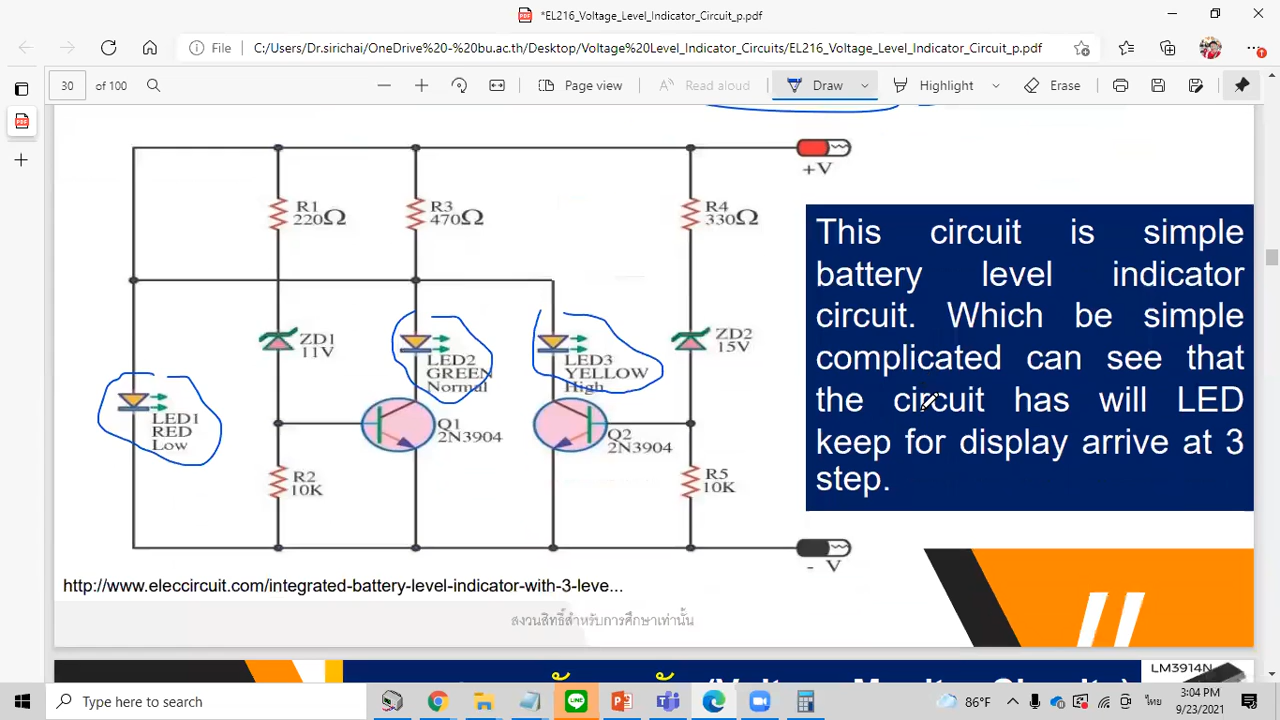 *EL216_Voltage_Level_Indicator_Circuit_p.pdf
File
C:/Users/Dr.sirichai/OneDrive%20-%20bu.ac.th/Desktop/Voltage%20Level_Indicator_Circuits/EL216_Voltage_Level_Indicator_Circuit_p.pdf
30 of 100
Page view
Read aloud
Draw
Highlight
Erase
+V
R1
220Ω
R3
470Ω
R4
330Ω
ZD1
11V
LED2
GREEN
Normal
LED3
YELLOW
High
ZD2
15V
LED1
RED
Low
Q1
2N3904
Q2
2N3904
R2
10K
R5
10K
- V
This circuit is simple
battery level indicator
circuit. Which be simple
complicated can see that
the circuit has will LED
keep for display arrive at 3
step.
http://www.eleccircuit.com/integrated-battery-level-indicator-with-3-leve...
สงวนสิทธิ์สำหรับการศึกษาเท่านั้น
LM3914N
(Voltage Monitor Circuits)
Type here to search
86°F
ไทย
3:04 PM
9/23/2021